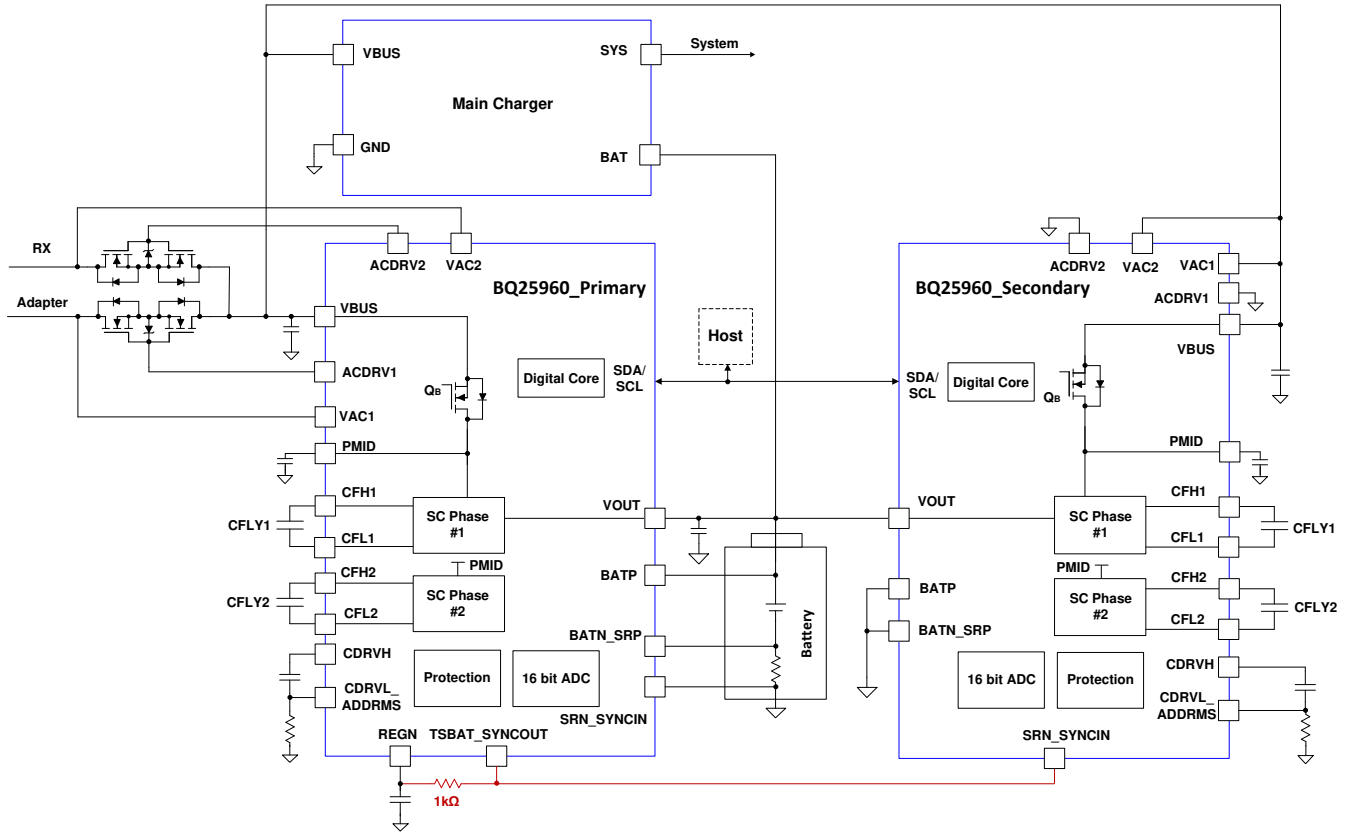 VBUS
SYS
System
Main Charger
GND
BAT
RX
Adapter
ACDRV2
VAC2
BQ25960_Primary
VBUS
ACDRV1
VAC1
PMID
QB
Digital Core
SDA/
SCL
CFH1
CFLY1
CFL1
SC Phase
#1
VOUT
PMID
CFH2
CFLY2
CFL2
SC Phase
#2
BATP
BATN_SRP
CDRVH
CDRVL_
ADDRMS
Protection
16 bit ADC
SRN_SYNCIN
REGN
TSBAT_SYNCOUT
1kΩ
Host
Battery
ACDRV2
VAC2
VAC1
BQ25960_Secondary
ACDRV1
VBUS
SDA/
SCL
Digital Core
QB
PMID
VOUT
SC Phase
#1
CFH1
CFL1
CFLY1
PMID
SC Phase
#2
CFH2
CFL2
CFLY2
BATP
BATN_SRP
16 bit ADC
Protection
CDRVH
CDRVL_
ADDRMS
SRN_SYNCIN